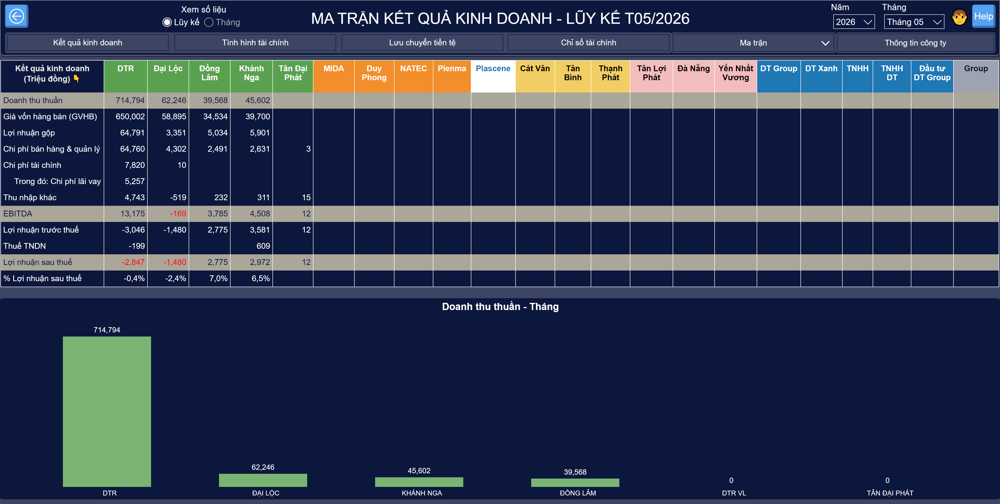 Xem số liệu
Lũy kế Tháng
MA TRẬN KẾT QUẢ KINH DOANH - LŨY KẾ T05/2026
Năm
2026
Tháng
Tháng 05
Help
Kết quả kinh doanh
Tình hình tài chính
Lưu chuyển tiền tệ
Chỉ số tài chính
Ma trận
Thông tin công ty
Kết quả kinh doanh
(Triệu đồng) 👇
DTR
Đại Lộc
Đồng
Lâm
Khánh
Nga
Tân Đại
Phát
MIDA
Duy
Phong
NATEC
Plenma
Plascene
Cát Vân
Tân
Bình
Thạnh
Phát
Tân Lợi
Phát
Đà Nẵng
Yến Nhất
Vương
DT Group
DT Xanh
TNHH
TNHH
DT
Đầu tư
DT Group
Group
Doanh thu thuần 714,794 62,246 39,568 45,602
Giá vốn hàng bán (GVHB) 650,002 58,895 34,534 39,700
Lợi nhuận gộp 64,791 3,351 5,034 5,901
Chi phí bán hàng & quản lý 64,760 4,302 2,491 2,631 3
Chi phí tài chính 7,820 10
Trong đó: Chi phí lãi vay 5,257
Thu nhập khác 4,743 -519 232 311 15
EBITDA 13,175 -169 3,785 4,508 12
Lợi nhuận trước thuế -3,046 -1,480 2,775 3,581 12
Thuế TNDN -199 609
Lợi nhuận sau thuế -2,847 -1,480 2,775 2,972 12
% Lợi nhuận sau thuế -0,4% -2,4% 7,0% 6,5%
Doanh thu thuần - Tháng
714,794
62,246
45,602
39,568
0
0
DTR
ĐẠI LỘC
KHÁNH NGA
ĐỒNG LÂM
DTR VL
TÂN ĐẠI PHÁT